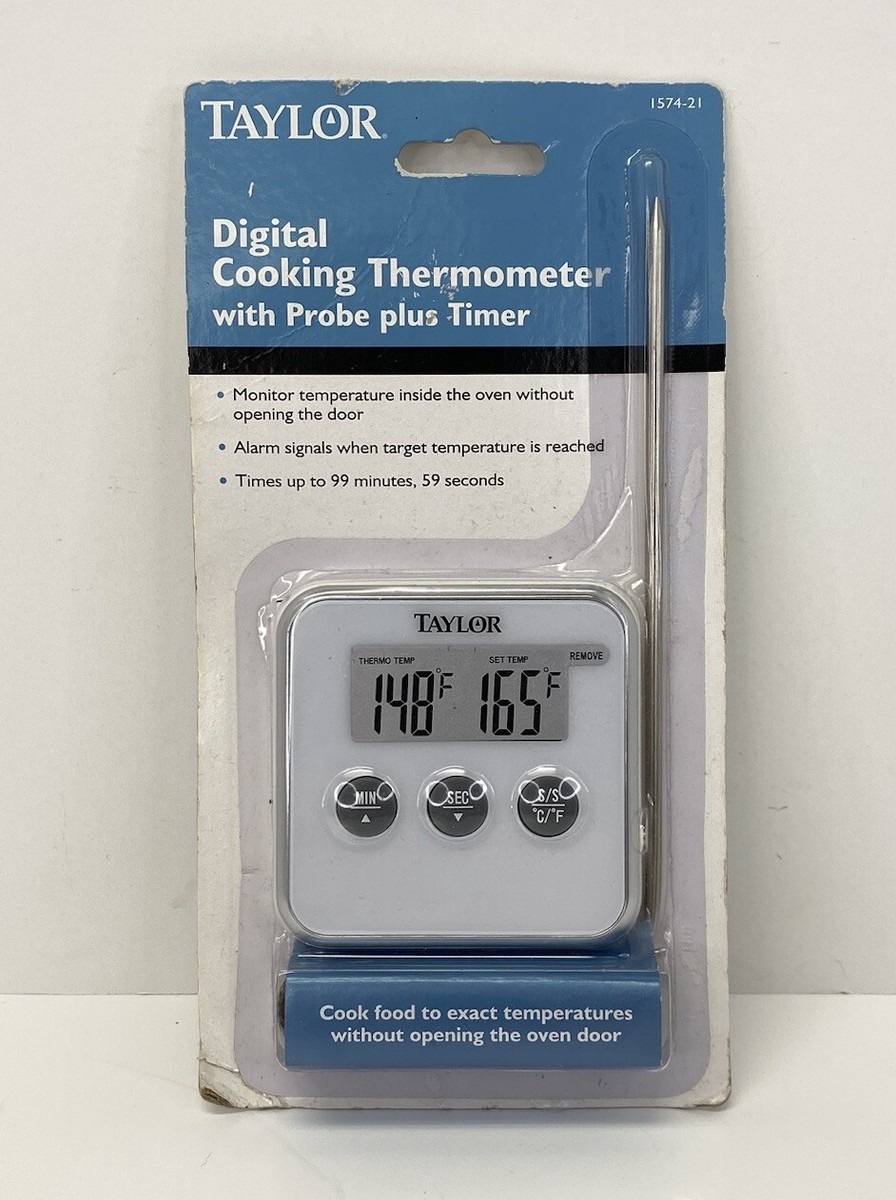 TAYLOR
1574-21
Digital
Cooking Thermometer
with Probe plus Timer
• Monitor temperature inside the oven without
opening the door
• Alarm signals when target temperature is reached
• Times up to 99 minutes, 59 seconds
TAYLOR
THERMO TEMP SET TEMP REMOVE
148°F 165°F
MIN SEC S/S
▲ ▼ °C/°F
Cook food to exact temperatures
without opening the oven door